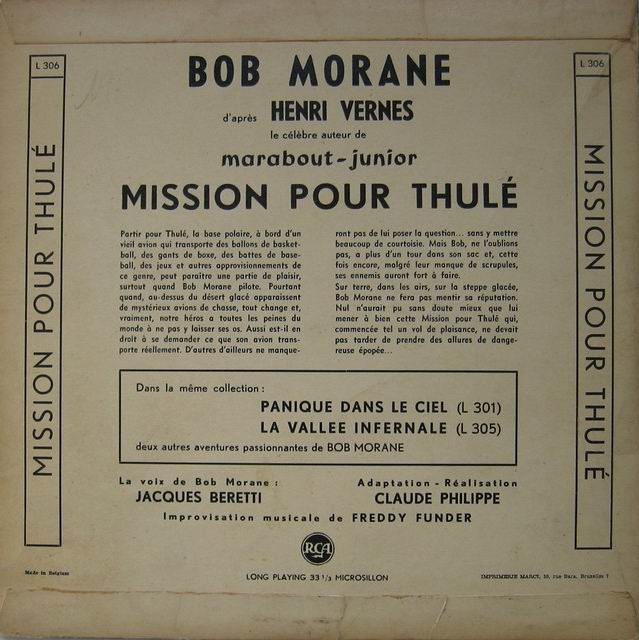 L 306
L 306
BOB MORANE
d'après HENRI VERNES
le célèbre auteur de
marabout-junior
MISSION POUR THULÉ
MISSION POUR THULÉ
MISSION POUR THULÉ
Partir pour Thulé, la base polaire, à bord d'un
vieil avion qui transporte des ballons de basket-
ball, des gants de boxe, des battes de base-
ball, des jeux et autres approvisionnements de
ce genre, peut paraître une partie de plaisir,
surtout quand Bob Morane pilote. Pourtant
quand, au-dessus du désert glacé apparaissent
de mystérieux avions de chasse, tout change et,
vraiment, notre héros a toutes les peines du
monde à ne pas y laisser ses os. Aussi est-il en
droit à se demander ce que son avion trans-
porte réellement. D'autres d'ailleurs ne manque-
ront pas de lui poser la question... sans y mettre
beaucoup de courtoisie. Mais Bob, ne l'oublions
pas, a plus d'un tour dans son sac et, cette
fois encore, malgré leur manque de scrupules,
ses ennemis auront fort à faire.
Sur terre, dans les airs, sur la steppe glacée,
Bob Morane ne fera pas mentir sa réputation.
Nul n'aurait pu sans doute mieux que lui
mener à bien cette Mission pour Thulé qui,
commencée tel un vol de plaisance, ne devait
pas tarder de prendre des allures de dange-
reuse épopée...
Dans la même collection :
PANIQUE DANS LE CIEL (L 301)
LA VALLEE INFERNALE (L 305)
deux autres aventures passionnantes de BOB MORANE
La voix de Bob Morane :
JACQUES BERETTI
Adaptation - Réalisation
CLAUDE PHILIPPE
Improvisation musicale de FREDDY FUNDER
RCA
Made in Belgium
LONG PLAYING 33 1/3 MICROSILLON
IMPRIMERIE MARCY, 10, rue Dara, Bruxelles 7